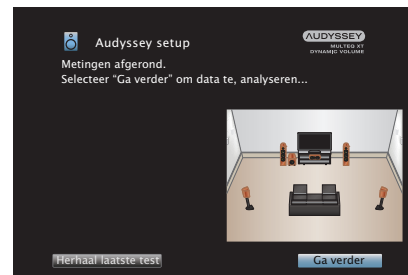 Audyssey setup
AUDYSSEY
MULTEQ XT
DYNAMIC VOLUME
Metingen afgerond.
Selecteer “Ga verder” om data te, analyseren...
Herhaal laatste test
Ga verder